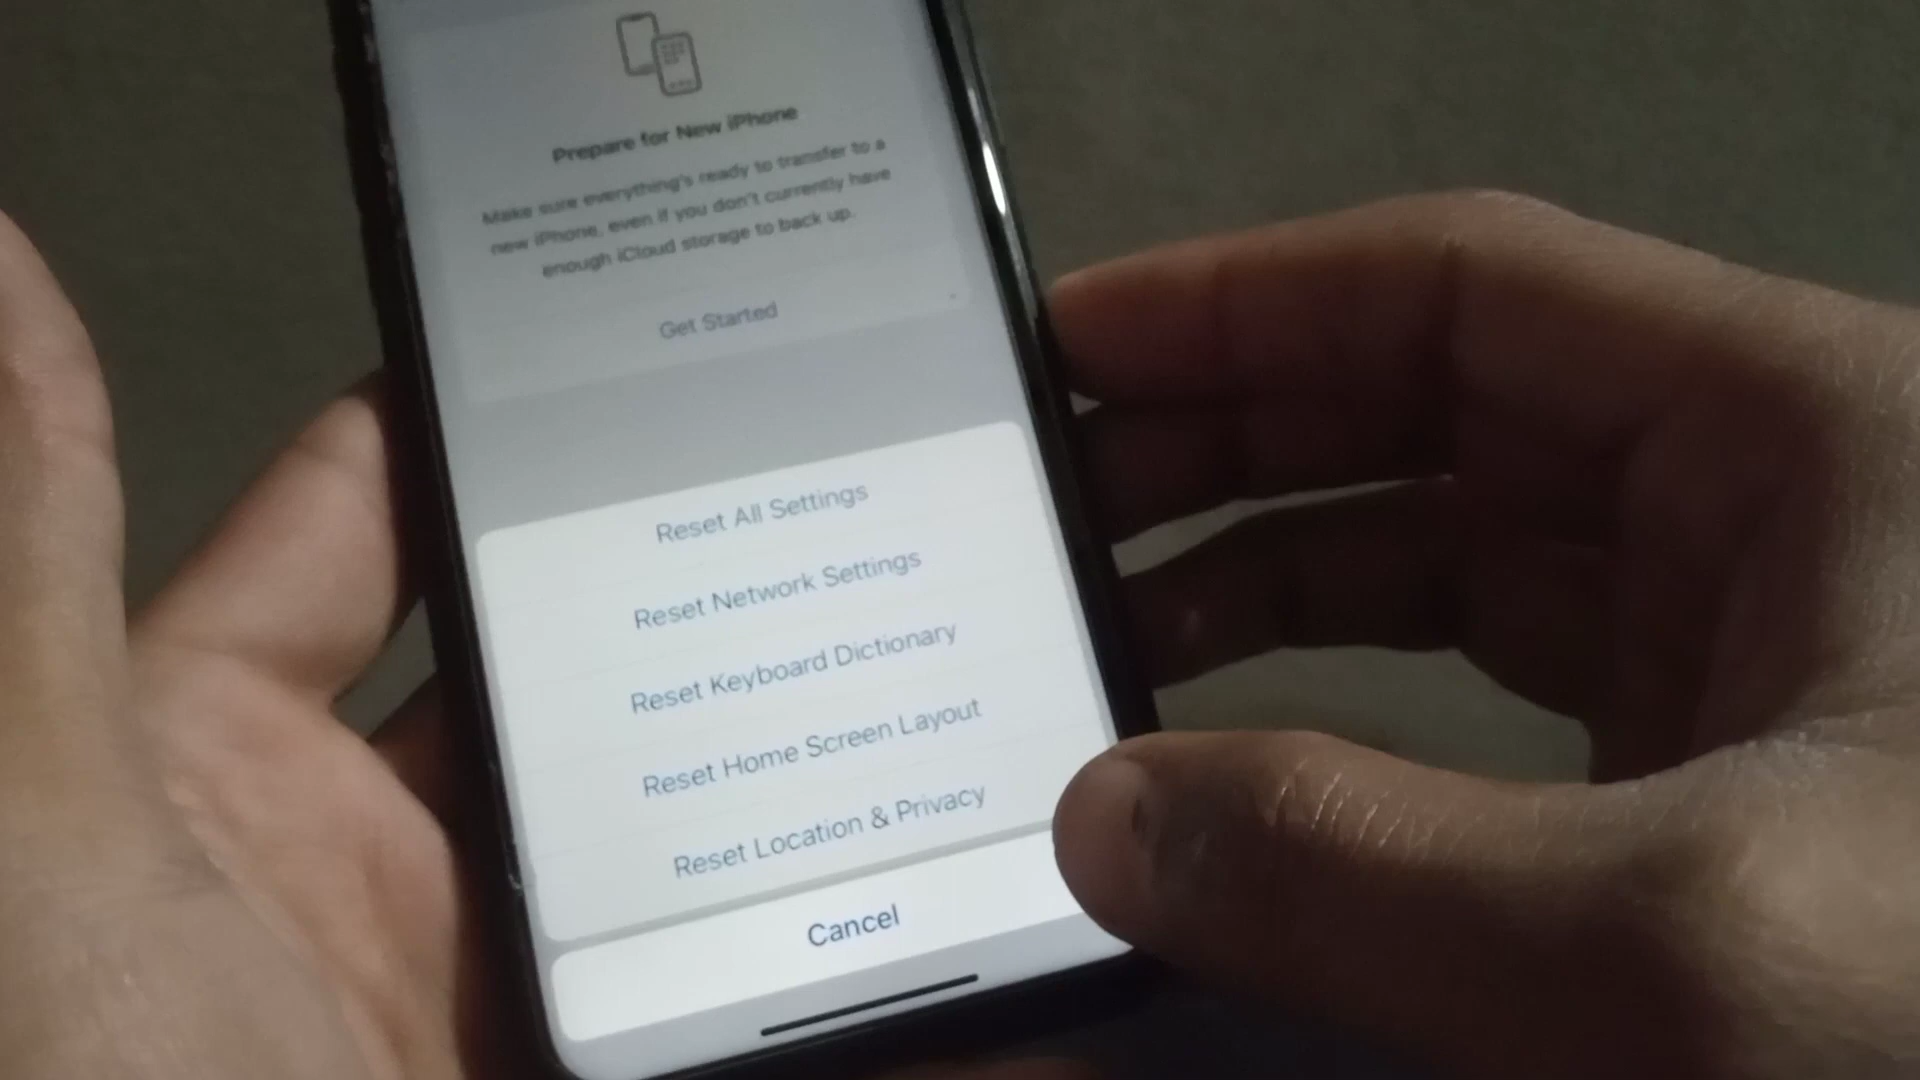 Prepare for New iPhone
Make sure everything's ready to transfer to a
new iPhone, even if you don't currently have
enough iCloud storage to back up.
Get Started
Reset All Settings
Reset Network Settings
Reset Keyboard Dictionary
Reset Home Screen Layout
Reset Location & Privacy
Cancel